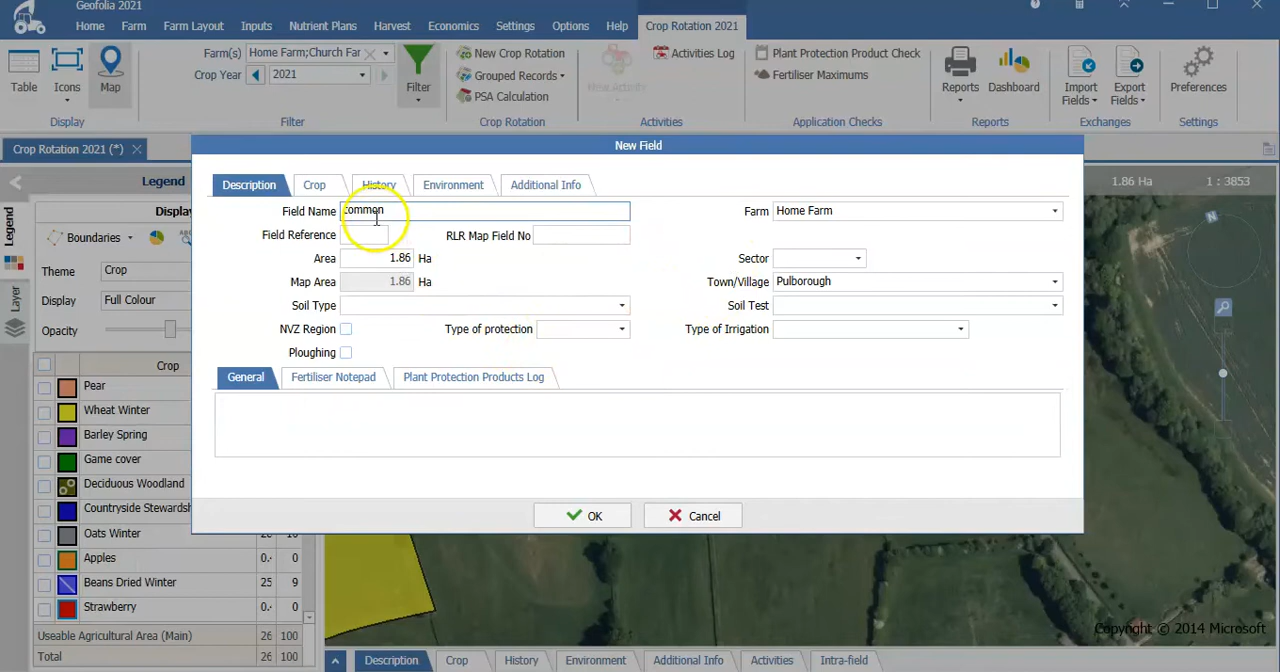 Geofolia 2021
Home Farm Farm Layout Inputs Nutrient Plans Harvest Economics Settings Options Help Crop Rotation 2021
Farm(s) Home Farm;Church Far
Crop Year 2021
Table Icons Map
Filter
New Crop Rotation
Grouped Records
PSA Calculation
New Activity
Activities Log
Plant Protection Product Check
Fertiliser Maximums
Reports Dashboard
Import Fields
Export Fields
Preferences
Display Filter Crop Rotation Activities Application Checks Reports Exchanges Settings
Crop Rotation 2021 (*)
New Field
Legend
1.86 Ha 1 : 3853
Legend
Layer
Boundaries
Theme Crop
Display Full Colour
Opacity
Crop
Pear
Wheat Winter
Barley Spring
Game cover
Deciduous Woodland
Countryside Stewardsh
Oats Winter
Apples 0. 0
Beans Dried Winter 25 9
Strawberry 0. 0
Useable Agricultural Area (Main) 26 100
Total 26 100
Description Crop History Environment Additional Info
Field Name common
Farm Home Farm
Field Reference
RLR Map Field No
Area 1.86 Ha
Sector
Map Area 1.86 Ha
Town/Village Pulborough
Soil Type
Soil Test
NVZ Region
Type of protection
Type of Irrigation
Ploughing
General Fertiliser Notepad Plant Protection Products Log
OK Cancel
N
Copyright © 2014 Microsoft
Description Crop History Environment Additional Info Activities Intra-field